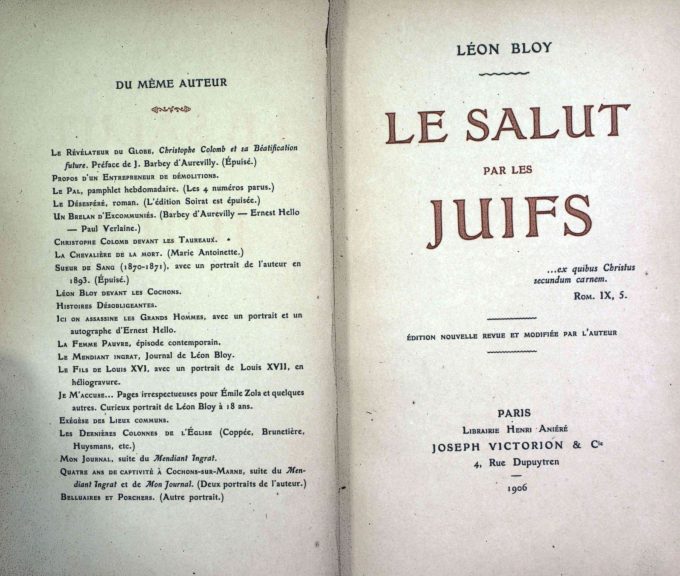 DU MÊME AUTEUR
LE RÉVÉLATEUR DU GLOBE, Christophe Colomb et sa Béatification
future. Préface de J. Barbey d'Aurevilly. (Épuisé.)
PROPOS D'UN ENTREPRENEUR DE DÉMOLITIONS.
LE PAL, pamphlet hebdomadaire. (Les 4 numéros parus.)
LE DÉSESPÉRÉ, roman. (L'édition Soirat est épuisée.)
UN BRELAN D'EXCOMMUNIÉS. (Barbey d'Aurevilly — Ernest Hello
— Paul Verlaine.)
CHRISTOPHE COLOMB DEVANT LES TAUREAUX.
LA CHEVALIÈRE DE LA MORT. (Marie Antoinette.)
SUEUR DE SANG (1870-1871), avec un portrait de l'auteur en
1893. (Épuisé.)
LÉON BLOY DEVANT LES COCHONS.
HISTOIRES DÉSOBLIGEANTES.
ICI ON ASSASSINE LES GRANDS HOMMES, avec un portrait et un
autographe d'Ernest Hello.
LA FEMME PAUVRE, épisode contemporain.
LE MENDIANT INGRAT, Journal de Léon Bloy.
LE FILS DE LOUIS XVI, avec un portrait de Louis XVII, en
héliogravure.
JE M'ACCUSE... Pages irrespectueuses pour Émile Zola et quelques
autres. Curieux portrait de Léon Bloy à 18 ans.
EXÉGÈSE DES LIEUX COMMUNS.
LES DERNIÈRES COLONNES DE L'ÉGLISE (Coppée, Brunetière,
Huysmans, etc.)
MON JOURNAL, suite du Mendiant Ingrat.
QUATRE ANS DE CAPTIVITÉ À COCHONS-SUR-MARNE, suite du Men-
diant Ingrat et de Mon Journal. (Deux portraits de l'auteur.)
BELLUAIRES ET PORCHERS. (Autre portrait.)
LÉON BLOY
LE SALUT
PAR LES
JUIFS
...ex quibus Christus
secundum carnem.
ROM. IX, 5.
ÉDITION NOUVELLE REVUE ET MODIFIÉE PAR L'AUTEUR
PARIS
LIBRAIRIE HENRI ANIÉRÉ
JOSEPH VICTORION & Cie
4, Rue Dupuytren
1906